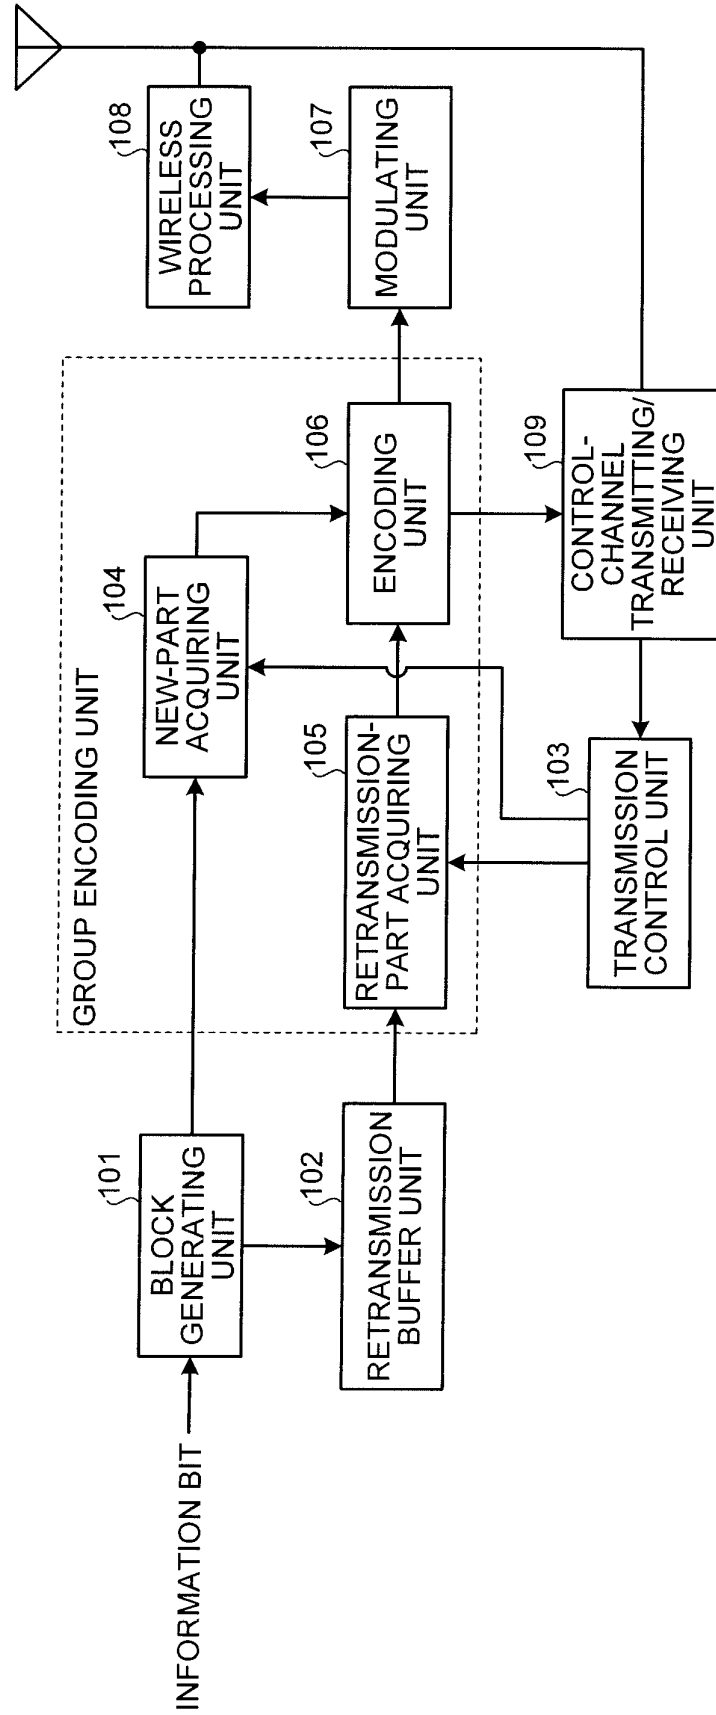 INFORMATION BIT
101
BLOCK
GENERATING
UNIT
102
RETRANSMISSION
BUFFER UNIT
GROUP ENCODING UNIT
104
NEW-PART
ACQUIRING
UNIT
105
RETRANSMISSION-
PART ACQUIRING
UNIT
106
ENCODING
UNIT
103
TRANSMISSION
CONTROL UNIT
109
CONTROL-
CHANNEL
TRANSMITTING/
RECEIVING
UNIT
108
WIRELESS
PROCESSING
UNIT
107
MODULATING
UNIT